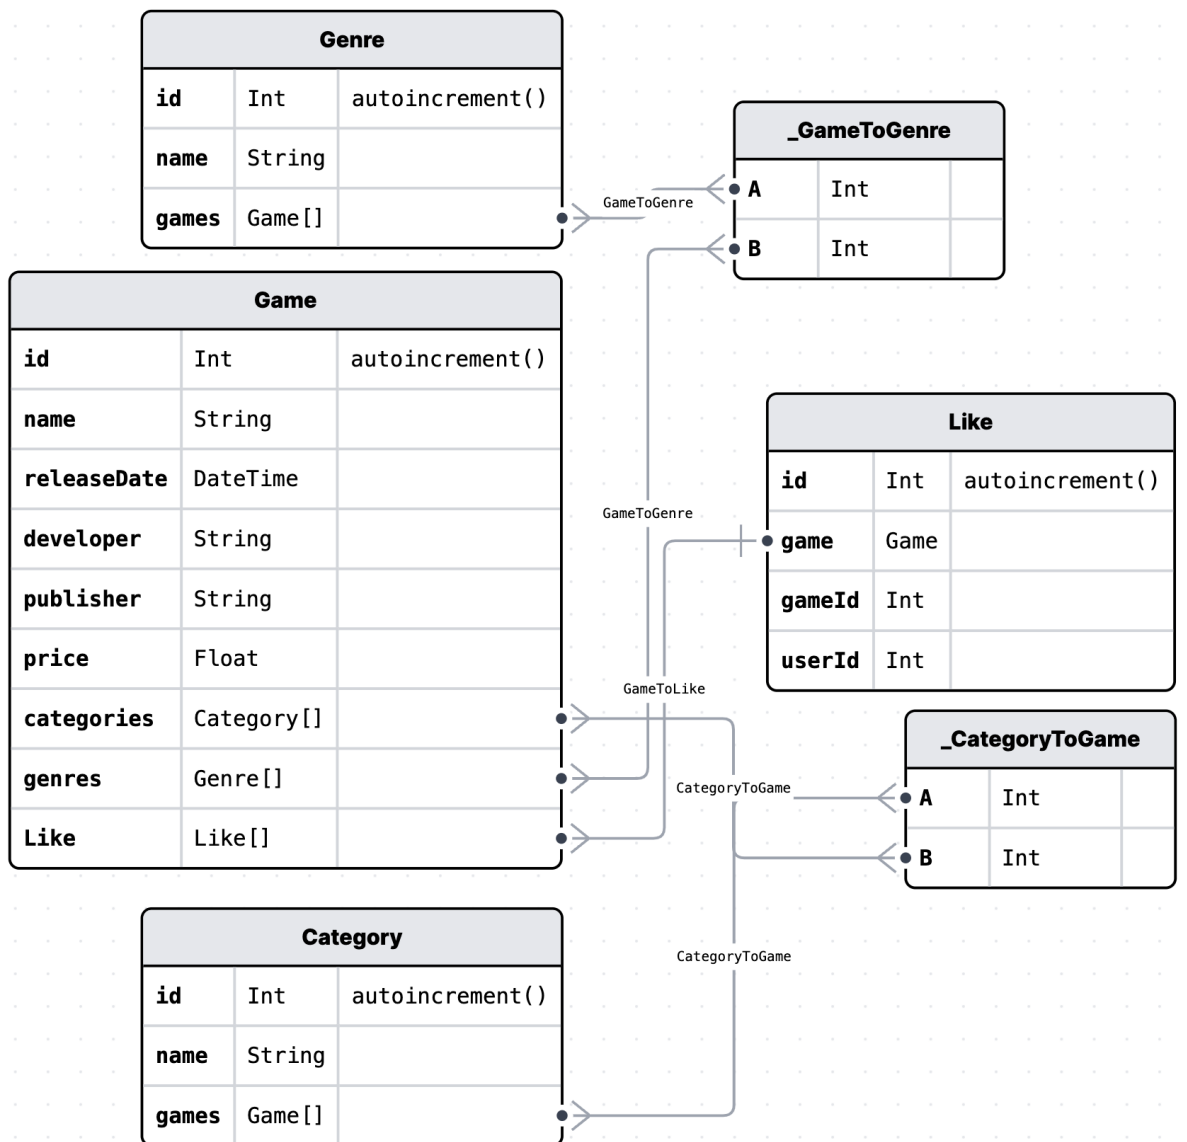 Genre
id Int autoincrement()
name String
games Game[]
_GameToGenre
A Int
B Int
GameToGenre
Game
id Int autoincrement()
name String
releaseDate DateTime
developer String
publisher String
price Float
categories Category[]
genres Genre[]
Like Like[]
GameToGenre
GameToLike
Like
id Int autoincrement()
game Game
gameId Int
userId Int
_CategoryToGame
A Int
B Int
CategoryToGame
CategoryToGame
Category
id Int autoincrement()
name String
games Game[]